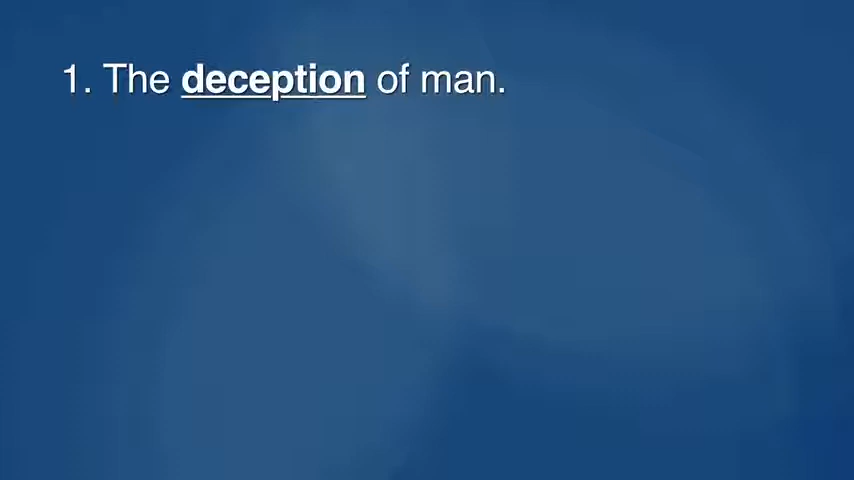 1. The deception of man.